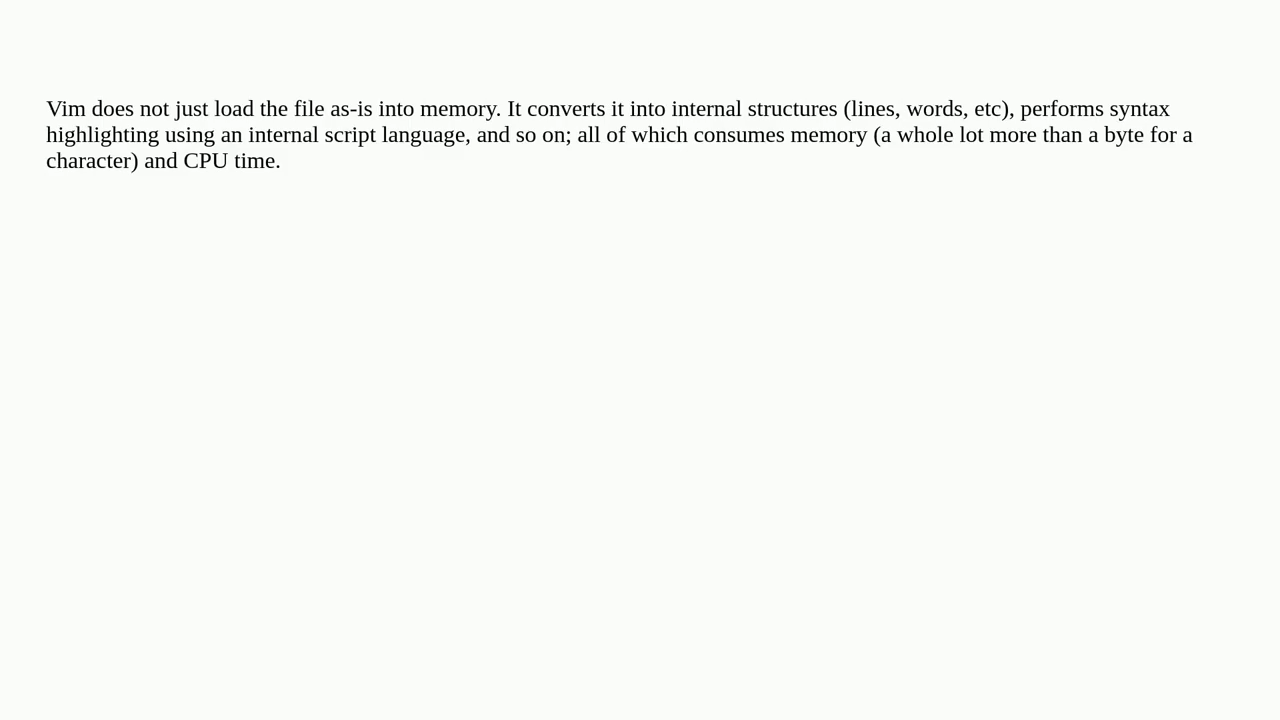 Vim does not just load the file as-is into memory. It converts it into internal structures (lines, words, etc), performs syntax
highlighting using an internal script language, and so on; all of which consumes memory (a whole lot more than a byte for a
character) and CPU time.